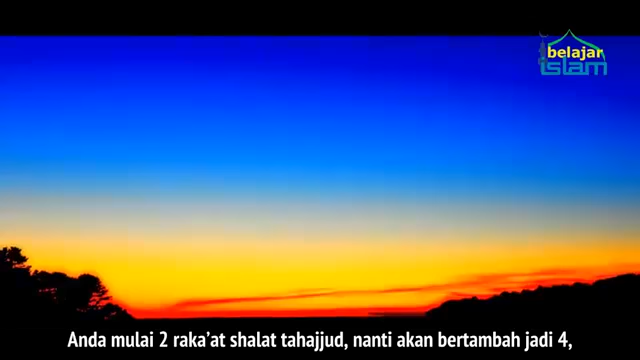 belajar
islam
Anda mulai 2 raka'at shalat tahajjud, nanti akan bertambah jadi 4,